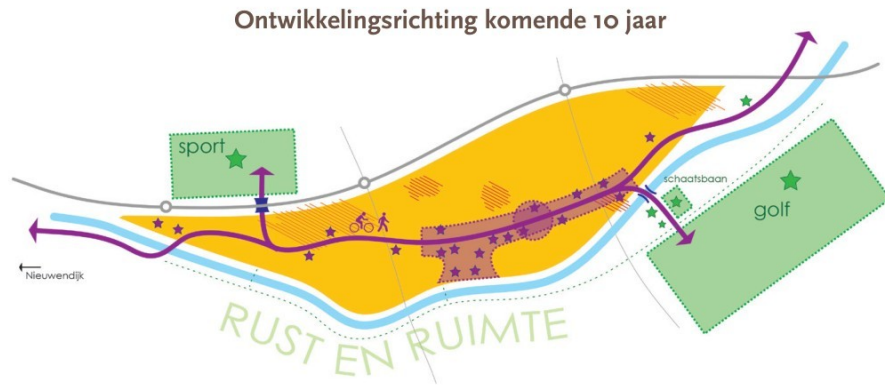 Ontwikkelingsrichting komende 10 jaar
sport
schaatsbaan
golf
Nieuwendijk
RUST EN RUIMTE